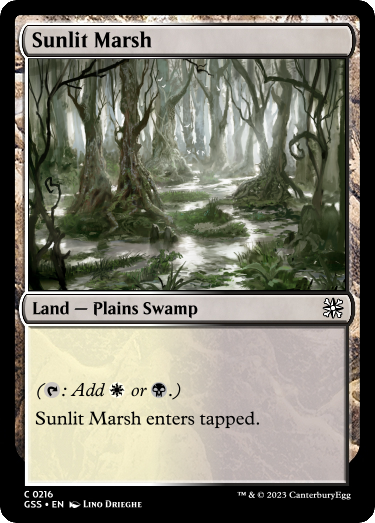 Sunlit Marsh
Land — Plains Swamp
(: Add or .)
Sunlit Marsh enters tapped.
C 0216
GSS • EN Lino Drieghe
™ & © 2023 CanterburyEgg